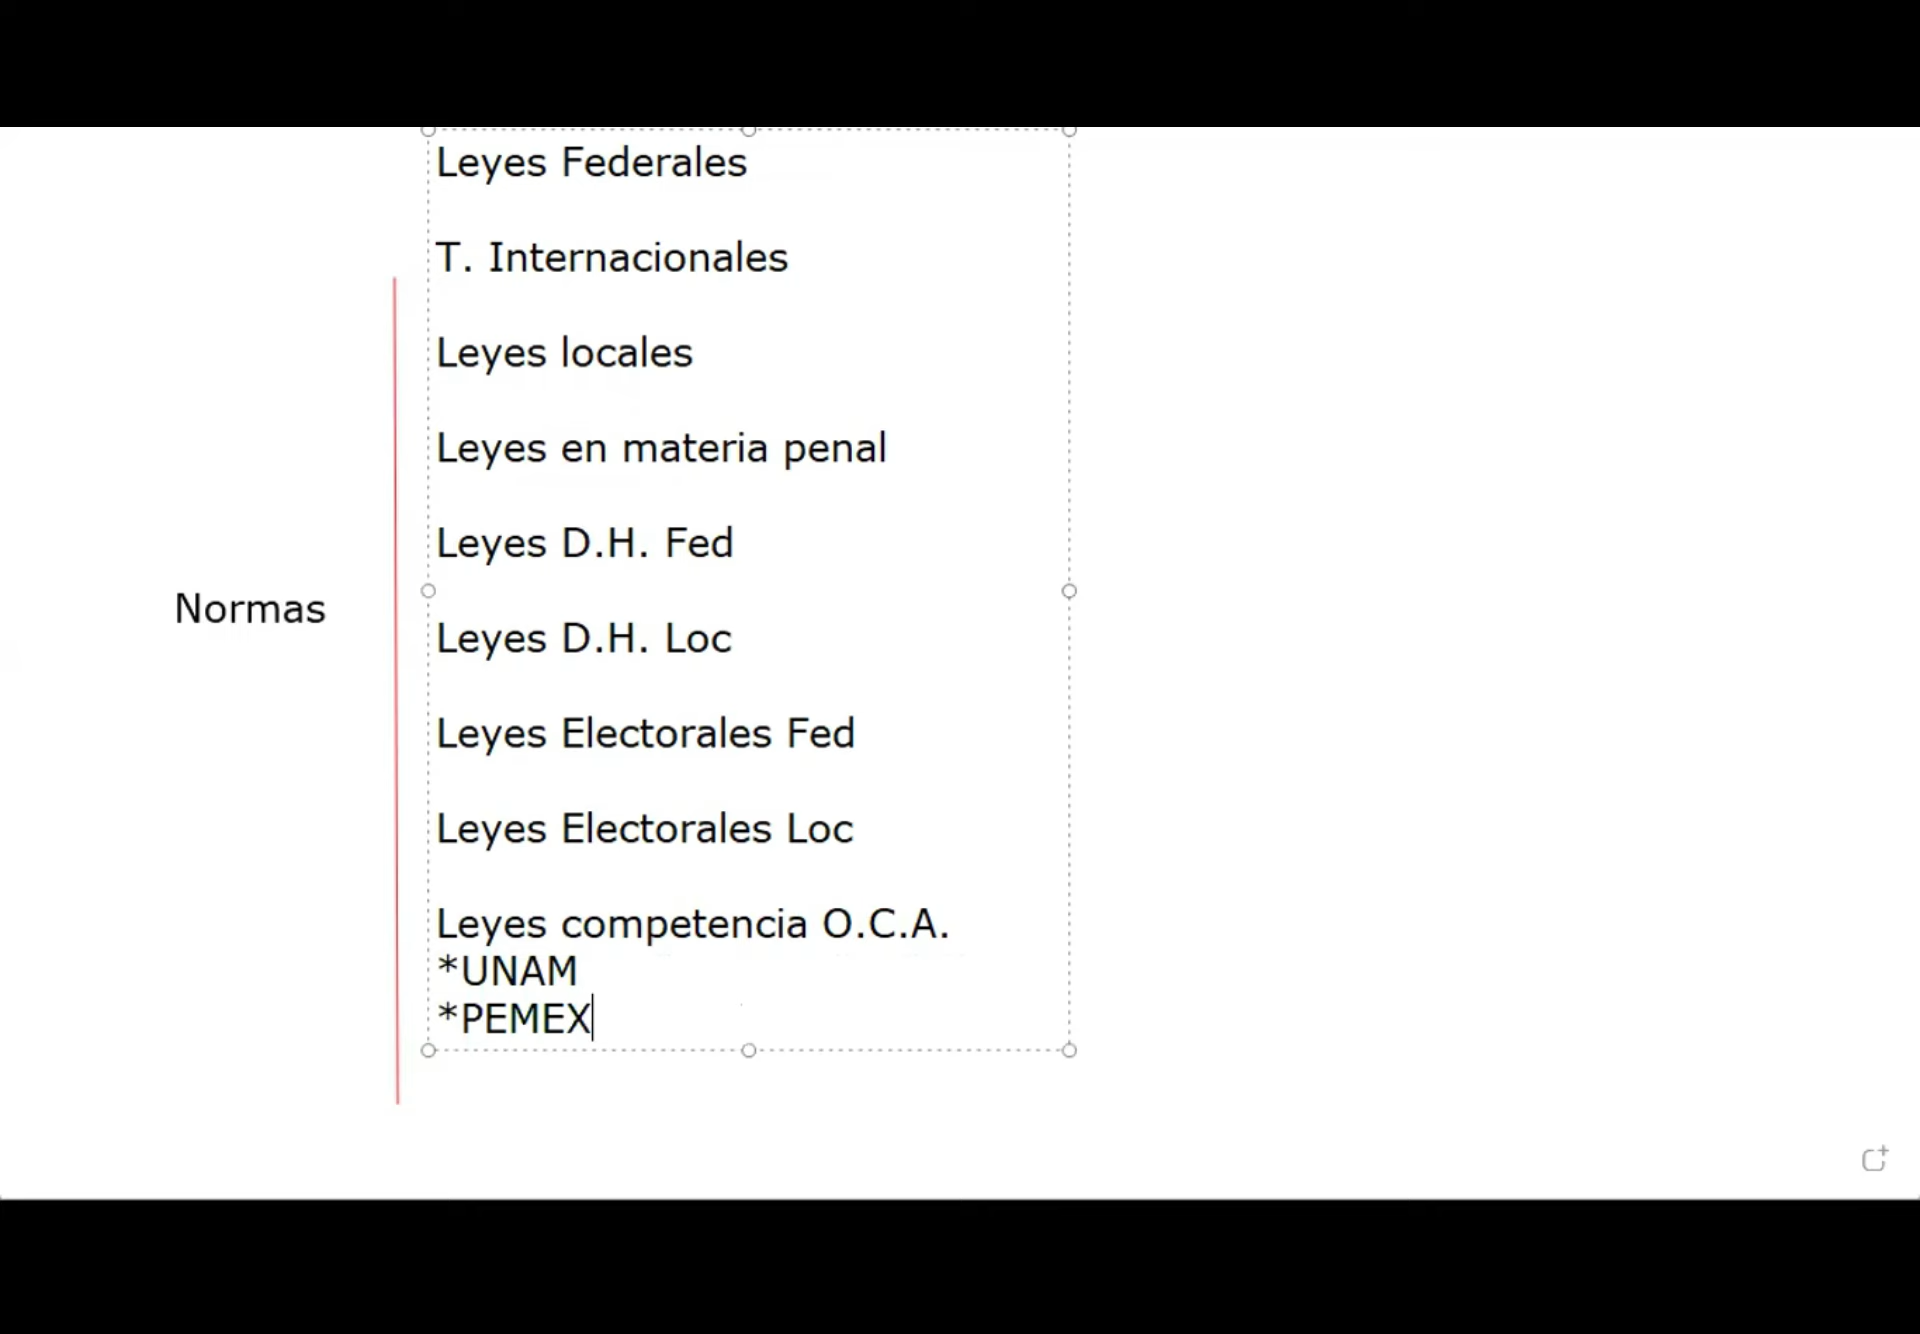 Leyes Federales
T. Internacionales
Leyes locales
Leyes en materia penal
Leyes D.H. Fed
Normas
Leyes D.H. Loc
Leyes Electorales Fed
Leyes Electorales Loc
Leyes competencia O.C.A.
*UNAM
*PEMEX